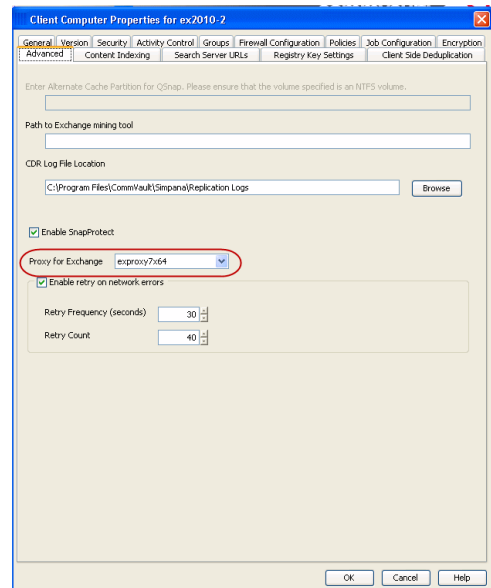 Client Computer Properties for ex2010-2
General Version Security Activity Control Groups Firewall Configuration Policies Job Configuration Encryption
Advanced Content Indexing Search Server URLs Registry Key Settings Client Side Deduplication
Enter Alternate Cache Partition for QSnap. Please ensure that the volume specified is an NTFS volume.
Path to Exchange mining tool
CDR Log File Location
C:\Program Files\CommVault\Simpana\Replication Logs Browse
Enable SnapProtect
Proxy for Exchange exproxy7x64
Enable retry on network errors
Retry Frequency (seconds) 30
Retry Count 40
OK Cancel Help